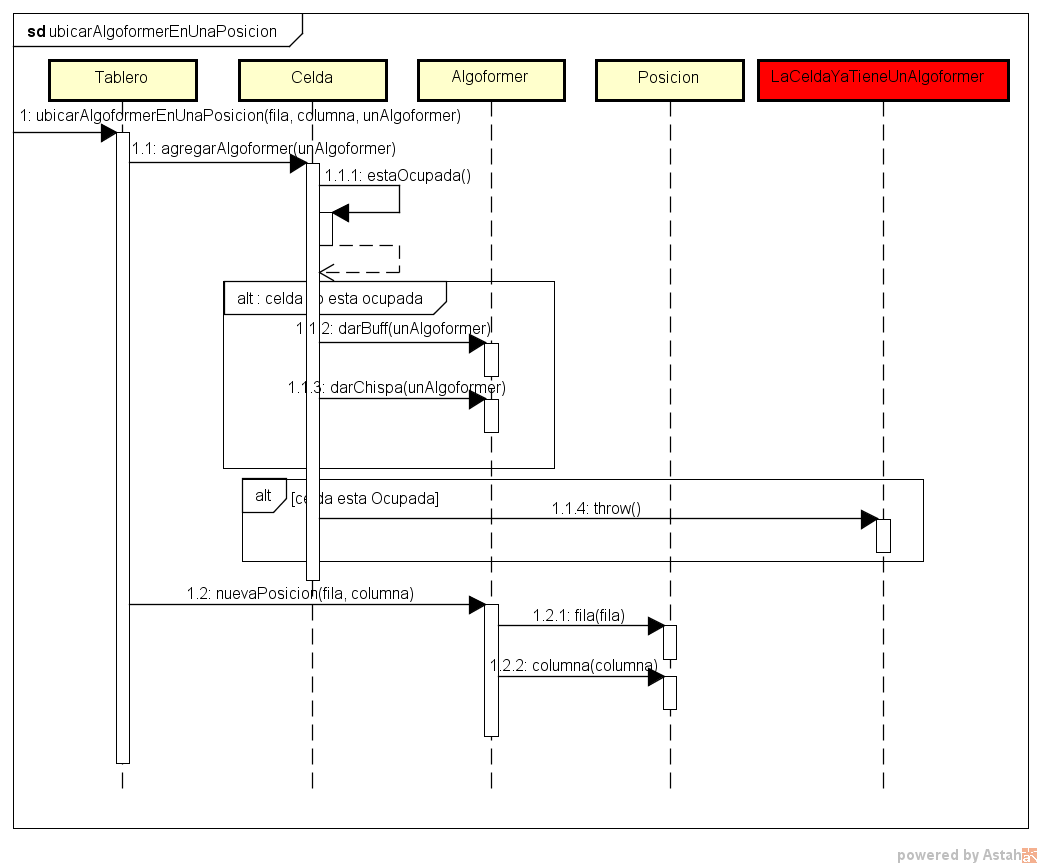 sd ubicarAlgoformerEnUnaPosicion
Tablero
Celda
Algoformer
Posicion
LaCeldaYaTieneUnAlgoformer
1: ubicarAlgoformerEnUnaPosicion(fila, columna, unAlgoformer)
1.1: agregarAlgoformer(unAlgoformer)
1.1.1: estaOcupada()
alt : celda no esta ocupada
1.1.2: darBuff(unAlgoformer)
1.1.3: darChispa(unAlgoformer)
alt
[celda esta Ocupada]
1.1.4: throw()
1.2: nuevaPosicion(fila, columna)
1.2.1: fila(fila)
1.2.2: columna(columna)
powered by Astah